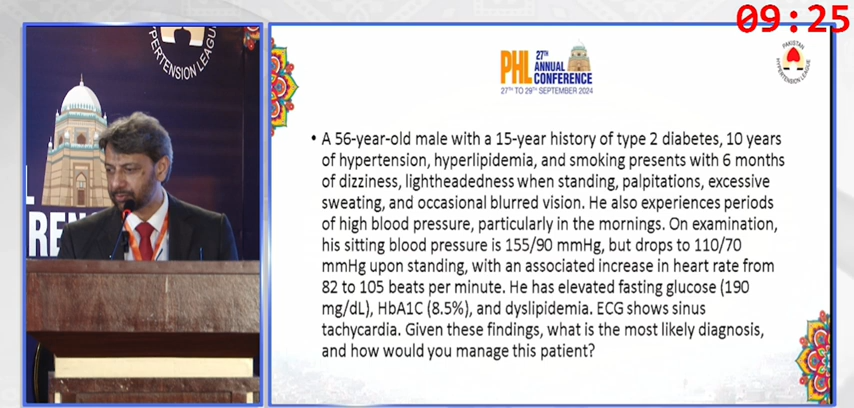 09:25
PERTENSION LEAGUE
RE
PHL 27TH ANNUAL CONFERENCE
27TH TO 29TH SEPTEMBER 2024
PAKISTAN HYPERTENSION LEAGUE
• A 56-year-old male with a 15-year history of type 2 diabetes, 10 years
of hypertension, hyperlipidemia, and smoking presents with 6 months
of dizziness, lightheadedness when standing, palpitations, excessive
sweating, and occasional blurred vision. He also experiences periods
of high blood pressure, particularly in the mornings. On examination,
his sitting blood pressure is 155/90 mmHg, but drops to 110/70
mmHg upon standing, with an associated increase in heart rate from
82 to 105 beats per minute. He has elevated fasting glucose (190
mg/dL), HbA1C (8.5%), and dyslipidemia. ECG shows sinus
tachycardia. Given these findings, what is the most likely diagnosis,
and how would you manage this patient?